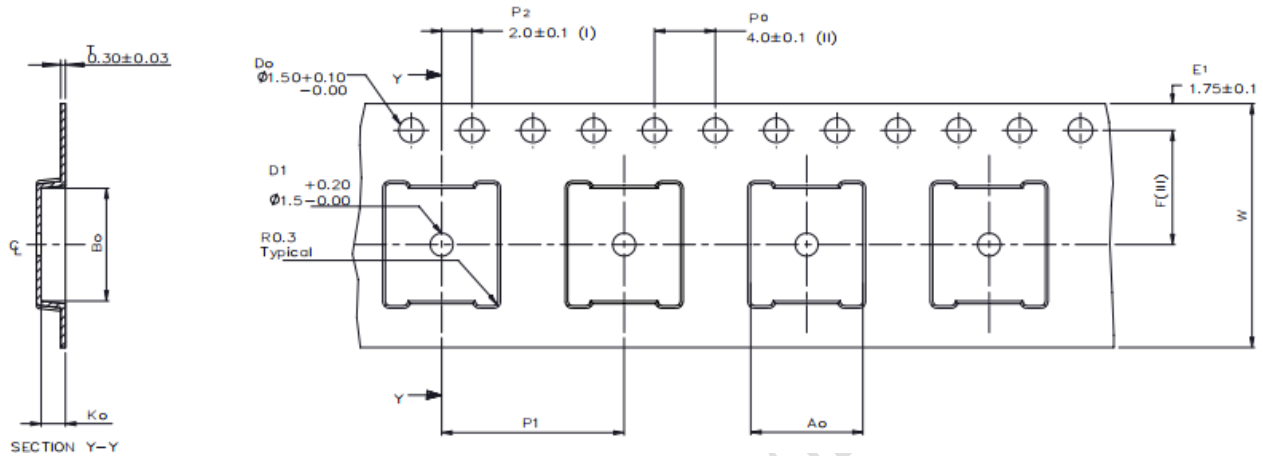 P2
2.0±0.1 (I)
Po
4.0±0.1 (II)
T
0.30±0.03
Do
Ø1.50+0.10
-0.00
Y
E1
1.75±0.1
D1
+0.20
Ø1.5-0.00
R0.3
Typical
F(III)
W
℄
Bo
Ko
Y
P1
Ao
SECTION Y-Y